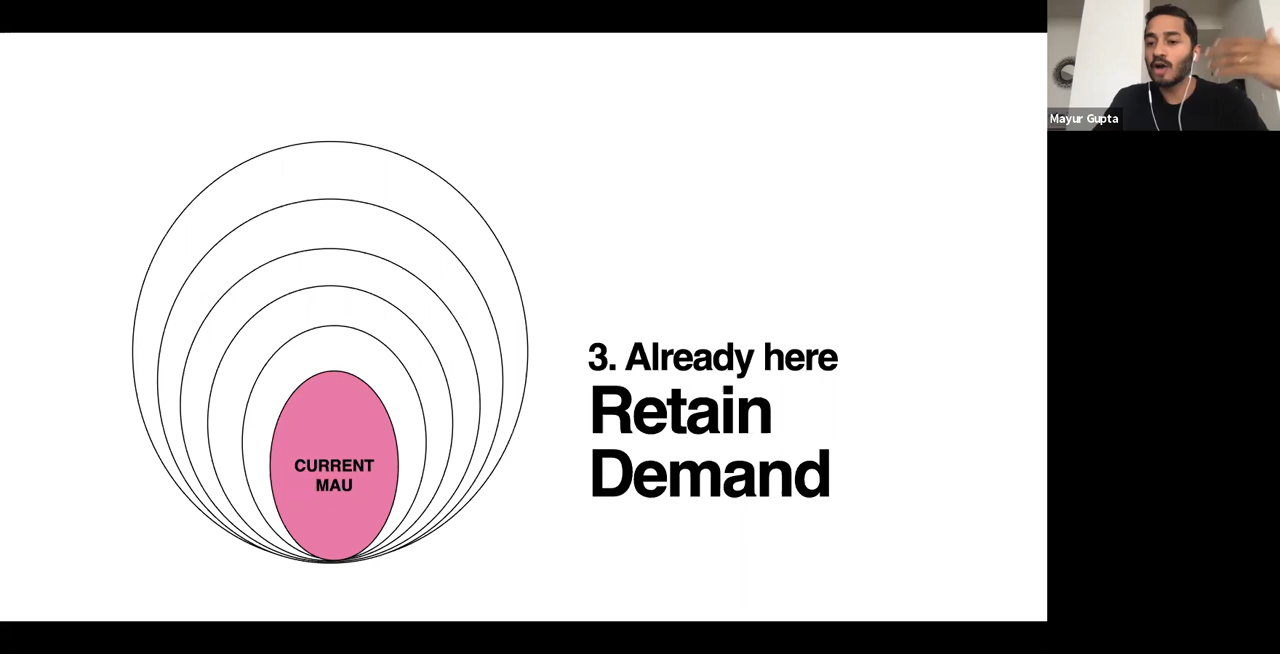 Mayur Gupta
3. Already here
Retain
Demand
CURRENT
MAU